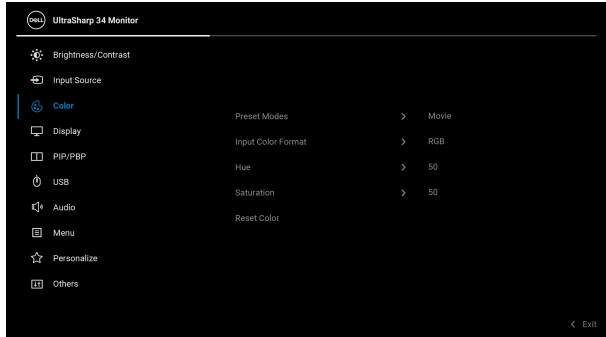 DELL UltraSharp 34 Monitor
Brightness/Contrast
Input Source
Color
Display
PIP/PBP
USB
Audio
Menu
Personalize
Others
Preset Modes > Movie
Input Color Format > RGB
Hue > 50
Saturation > 50
Reset Color
< Exit